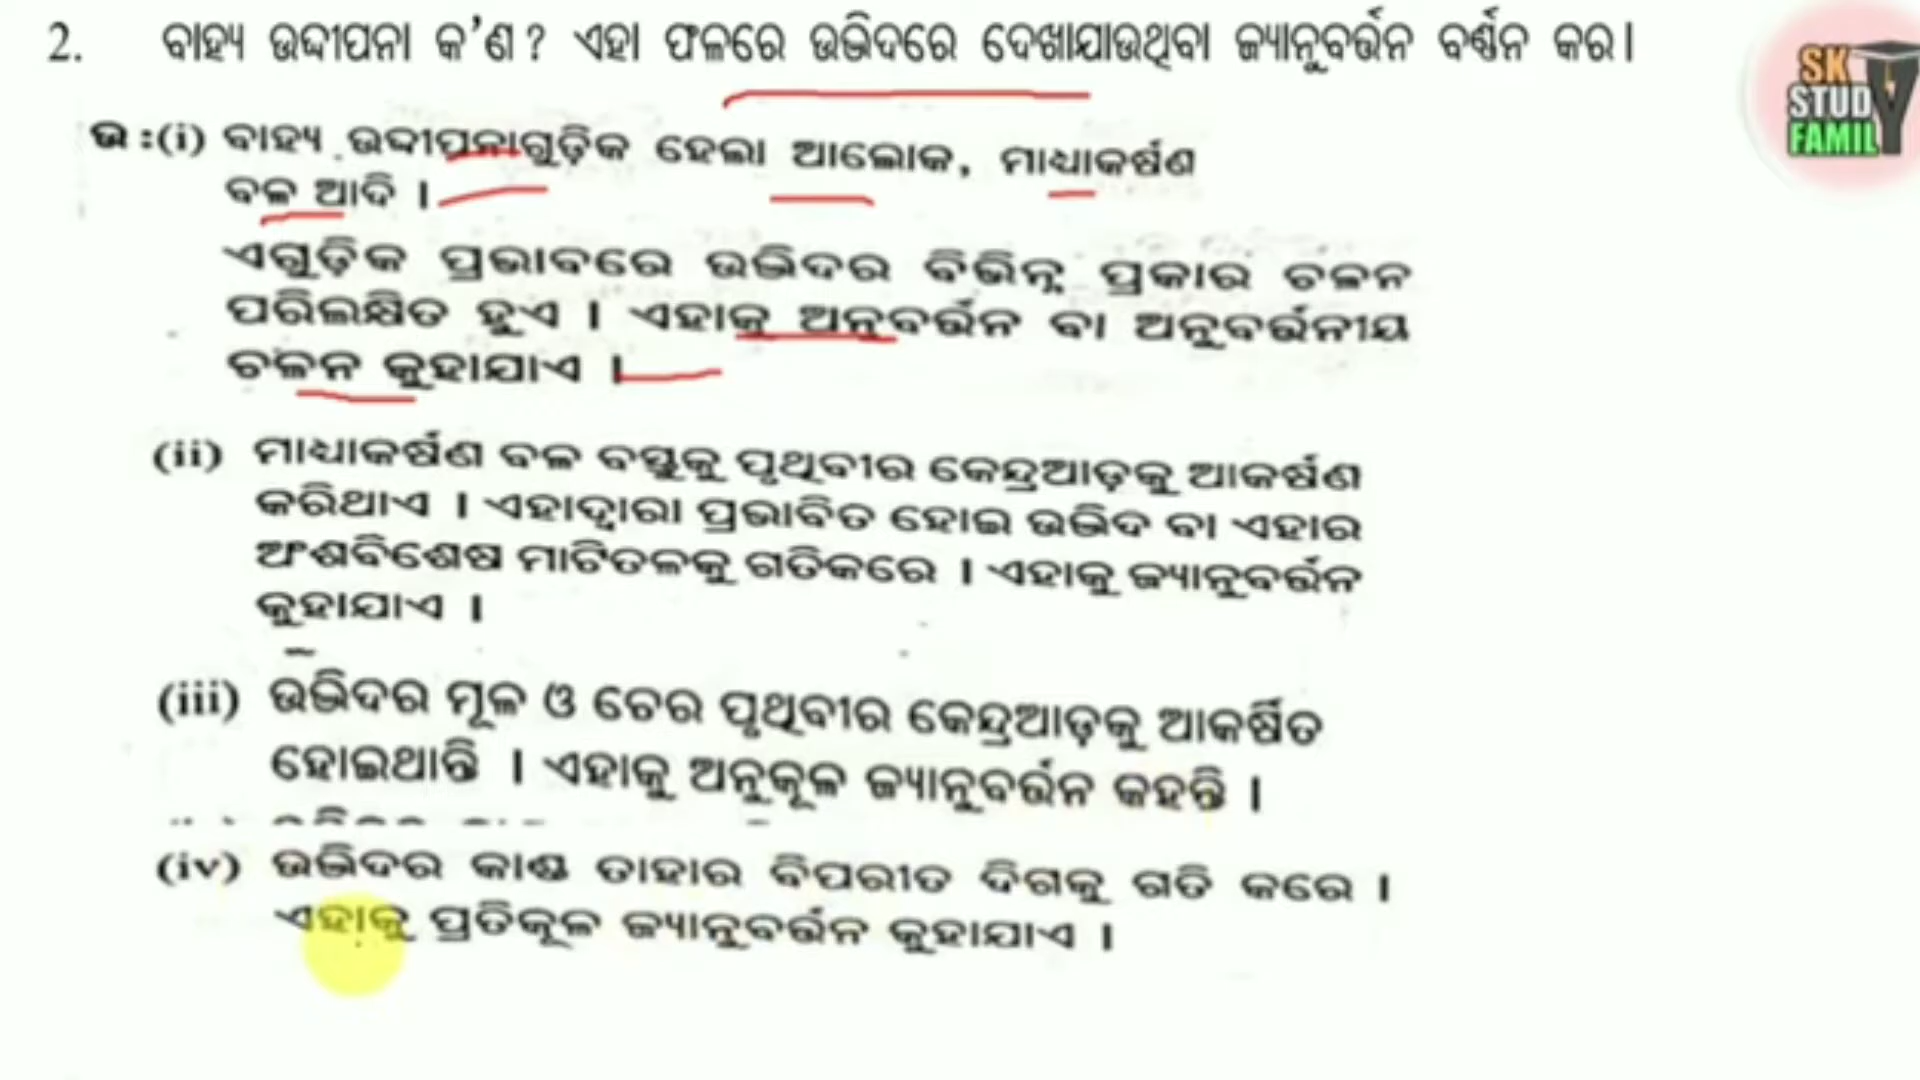 2. ବାହ୍ୟ ଉଦ୍ଦୀପନା କ'ଣ? ଏହା ଫଳରେ ଉଦ୍ଭିଦରେ ଦେଖାଯାଉଥିବା ଜ୍ୟାନୁବର୍ତ୍ତନ ବର୍ଣ୍ଣନ କର।
SK
STUDY
FAMILY
ଉ :(i) ବାହ୍ୟ ଉଦ୍ଦୀପନାଗୁଡ଼ିକ ହେଲା ଆଲୋକ, ମାଧ୍ୟାକର୍ଷଣ
ବଳ ଆଦି ।
ଏଗୁଡ଼ିକ ପ୍ରଭାବରେ ଉଦ୍ଭିଦର ବିଭିନ୍ନ ପ୍ରକାର ଚଳନ
ପରିଲକ୍ଷିତ ହୁଏ । ଏହାକୁ ଅନୁବର୍ତ୍ତନ ବା ଅନୁବର୍ତ୍ତନୀୟ
ଚଳନ କୁହାଯାଏ ।
(ii) ମାଧ୍ୟାକର୍ଷଣ ବଳ ବସ୍ତୁକୁ ପୃଥିବୀର କେନ୍ଦ୍ରଆଡ଼କୁ ଆକର୍ଷଣ
କରିଥାଏ । ଏହାଦ୍ୱାରା ପ୍ରଭାବିତ ହୋଇ ଉଦ୍ଭିଦ ବା ଏହାର
ଅଂଶବିଶେଷ ମାଟିତଳକୁ ଗତିକରେ । ଏହାକୁ ଜ୍ୟାନୁବର୍ତ୍ତନ
କୁହାଯାଏ ।
(iii) ଉଦ୍ଭିଦର ମୂଳ ଓ ଚେର ପୃଥିବୀର କେନ୍ଦ୍ରଆଡ଼କୁ ଆକର୍ଷିତ
ହୋଇଥାନ୍ତି । ଏହାକୁ ଅନୁକୂଳ ଜ୍ୟାନୁବର୍ତ୍ତନ କହନ୍ତି ।
(iv) ଉଦ୍ଭିଦର କାଣ୍ଡ ତାହାର ବିପରୀତ ଦିଗକୁ ଗତି କରେ ।
ଏହାକୁ ପ୍ରତିକୂଳ ଜ୍ୟାନୁବର୍ତ୍ତନ କୁହାଯାଏ ।